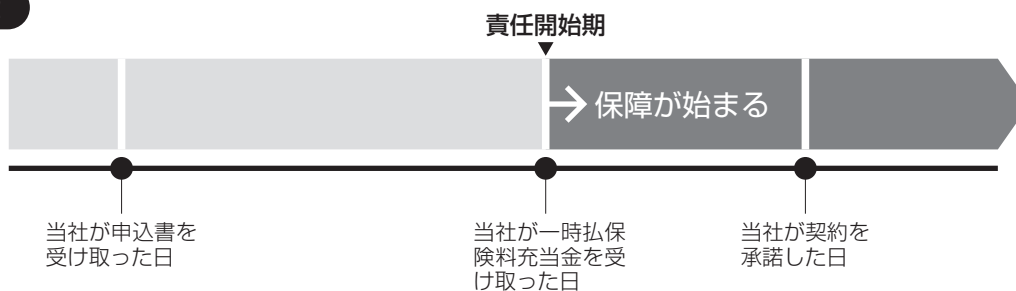 責任開始期
保障が始まる
当社が申込書を
受け取った日
当社が一時払保
険料充当金を受
け取った日
当社が契約を
承諾した日